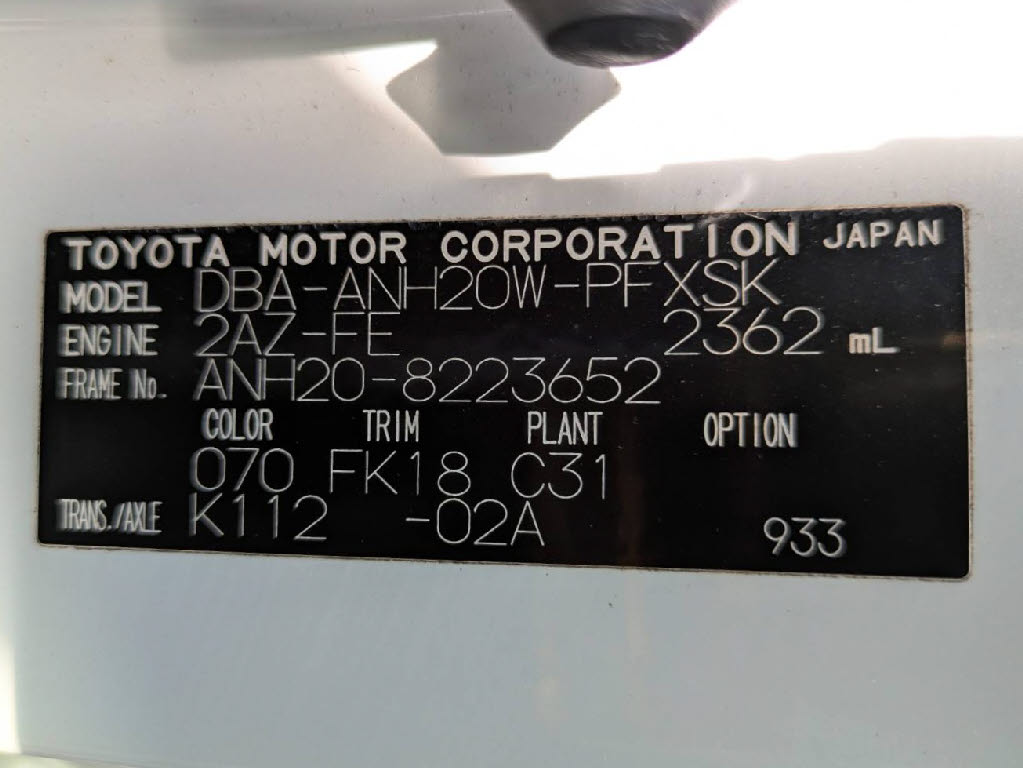 TOYOTA MOTOR CORPORATION JAPAN
MODEL DBA-ANH20W-PFXSK
ENGINE 2AZ-FE 2362 mL
FRAME No. ANH20-8223652
COLOR TRIM PLANT OPTION
070 FK18 C31
TRANS./AXLE K112 -02A 933